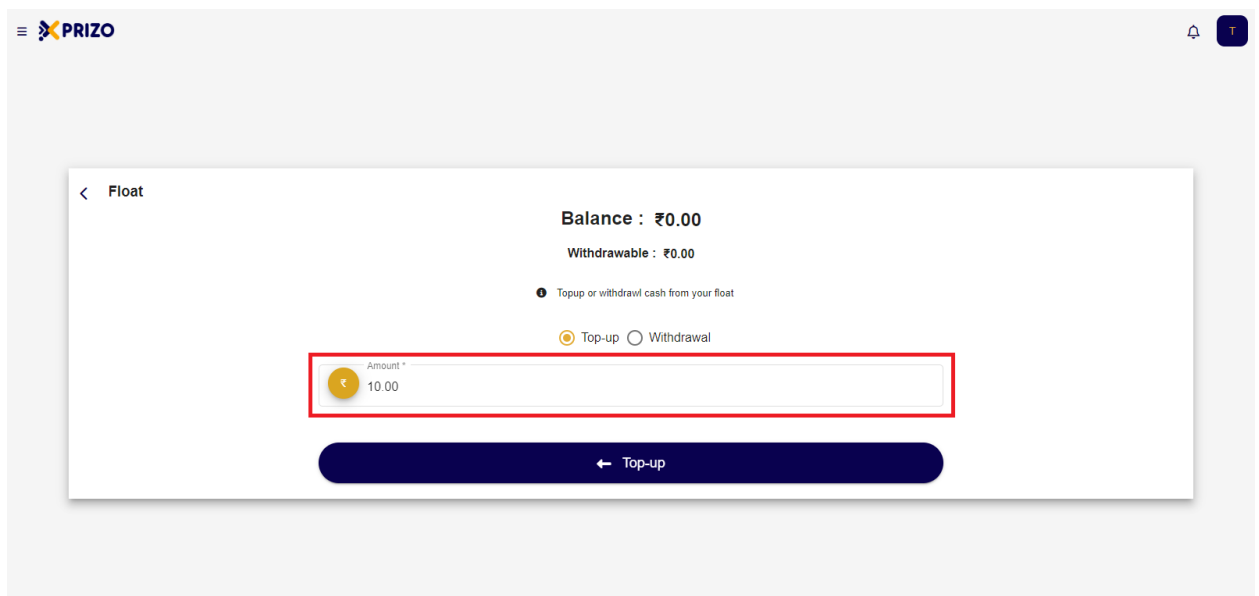 XPRIZO
T
Float
Balance : ₹0.00
Withdrawable : ₹0.00
Topup or withdrawl cash from your float
Top-up Withdrawal
Amount *
₹ 10.00
Top-up